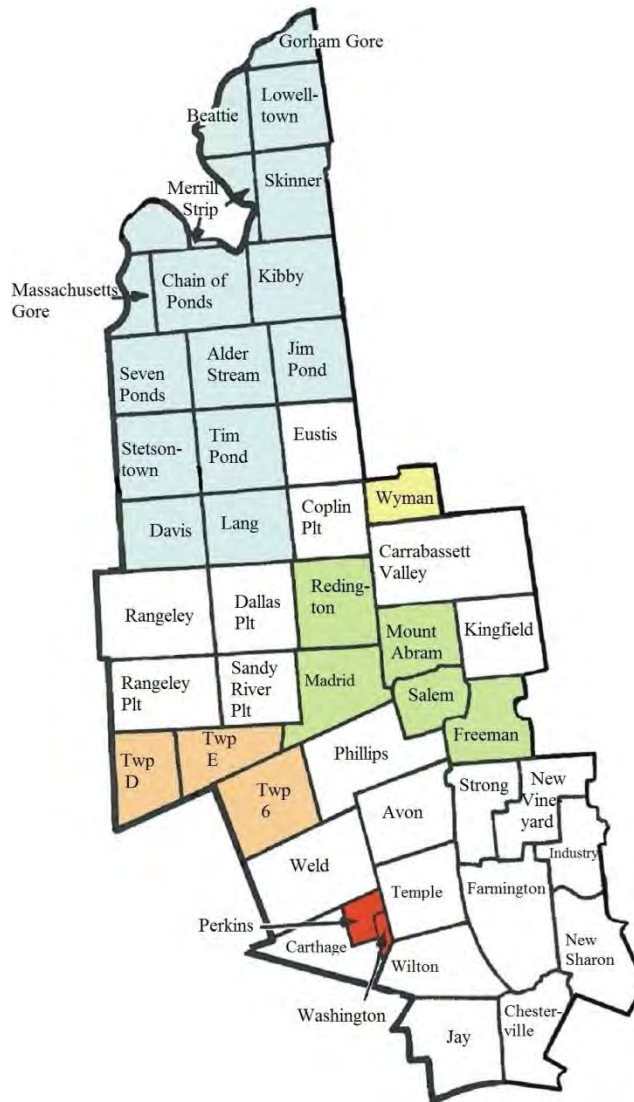 Gorham Gore
Lowell-
town
Beattie
Skinner
Merrill
Strip
Massachusetts
Gore
Chain of
Ponds
Kibby
Seven
Ponds
Alder
Stream
Jim
Pond
Stetson-
town
Tim
Pond
Eustis
Davis
Lang
Coplin
Plt
Wyman
Carrabassett
Valley
Rangeley
Dallas
Plt
Reding-
ton
Mount
Abram
Kingfield
Rangeley
Plt
Sandy
River
Plt
Madrid
Salem
Freeman
Twp
D
Twp
E
Phillips
Twp
6
Strong
New
Vine-
yard
Avon
Weld
Industry
Temple
Farmington
Perkins
Carthage
Wilton
New
Sharon
Washington
Jay
Chester-
ville